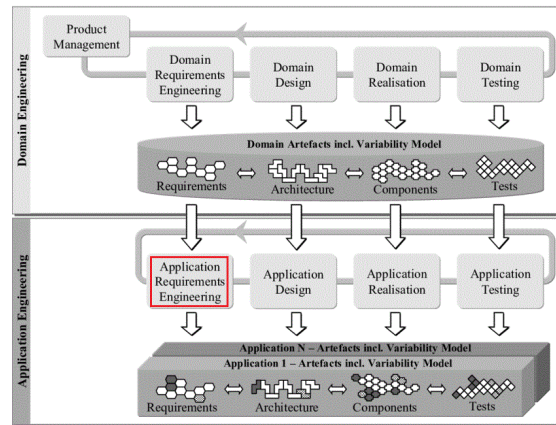 Product
Management
Domain
Requirements
Engineering
Domain
Design
Domain
Realisation
Domain
Testing
Domain Engineering
Domain Artefacts incl. Variability Model
Requirements
Architecture
Components
Tests
Application Engineering
Application
Requirements
Engineering
Application
Design
Application
Realisation
Application
Testing
Application N – Artefacts incl. Variability Model
Application 1 – Artefacts incl. Variability Model
Requirements
Architecture
Components
Tests